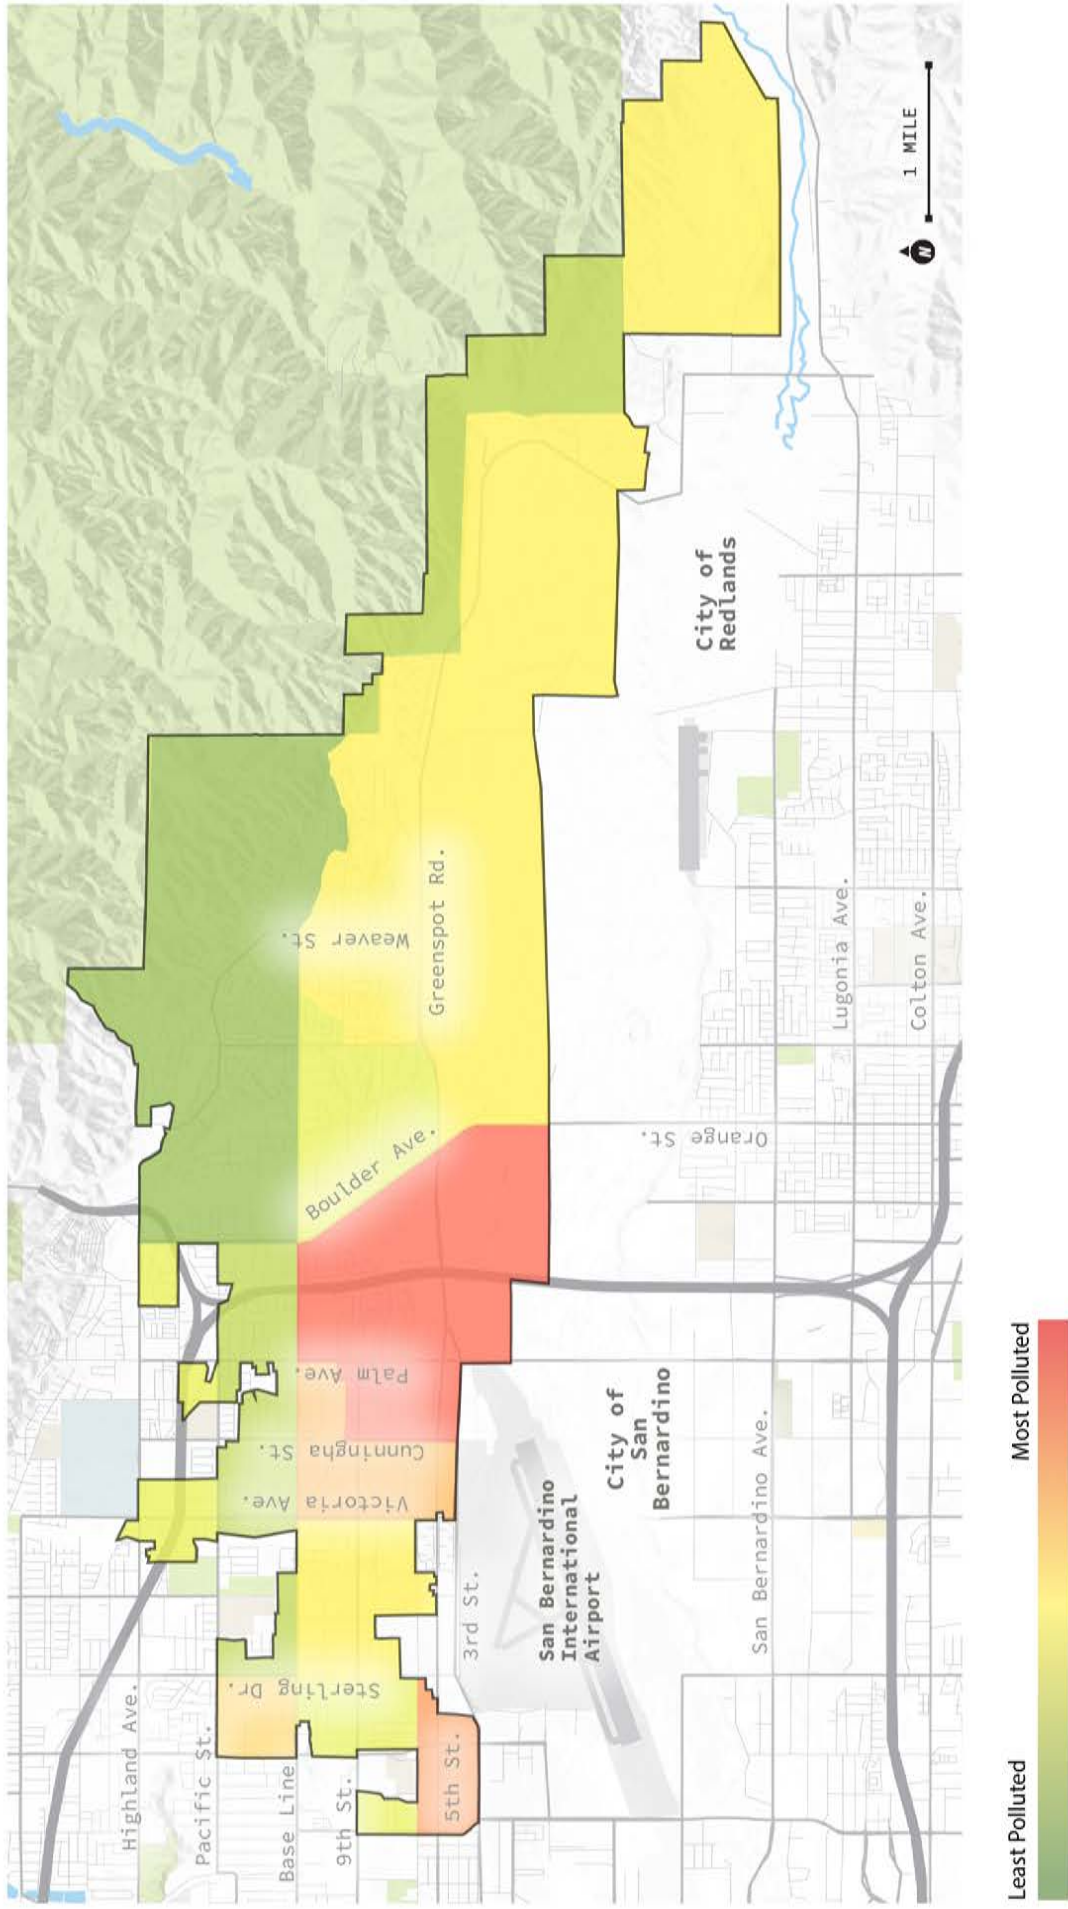 Highland Ave.
Pacific St.
Base Line
9th St.
5th St.
3rd St.
Sterling Dr.
Victoria Ave.
Cunningha St.
Palm Ave.
Boulder Ave.
Weaver St.
Greenspot Rd.
Orange St.
San Bernardino
International
Airport
City of
San
Bernardino
City of
Redlands
San Bernardino Ave.
Lugonia Ave.
Colton Ave.
N
1 MILE
Least Polluted
Most Polluted